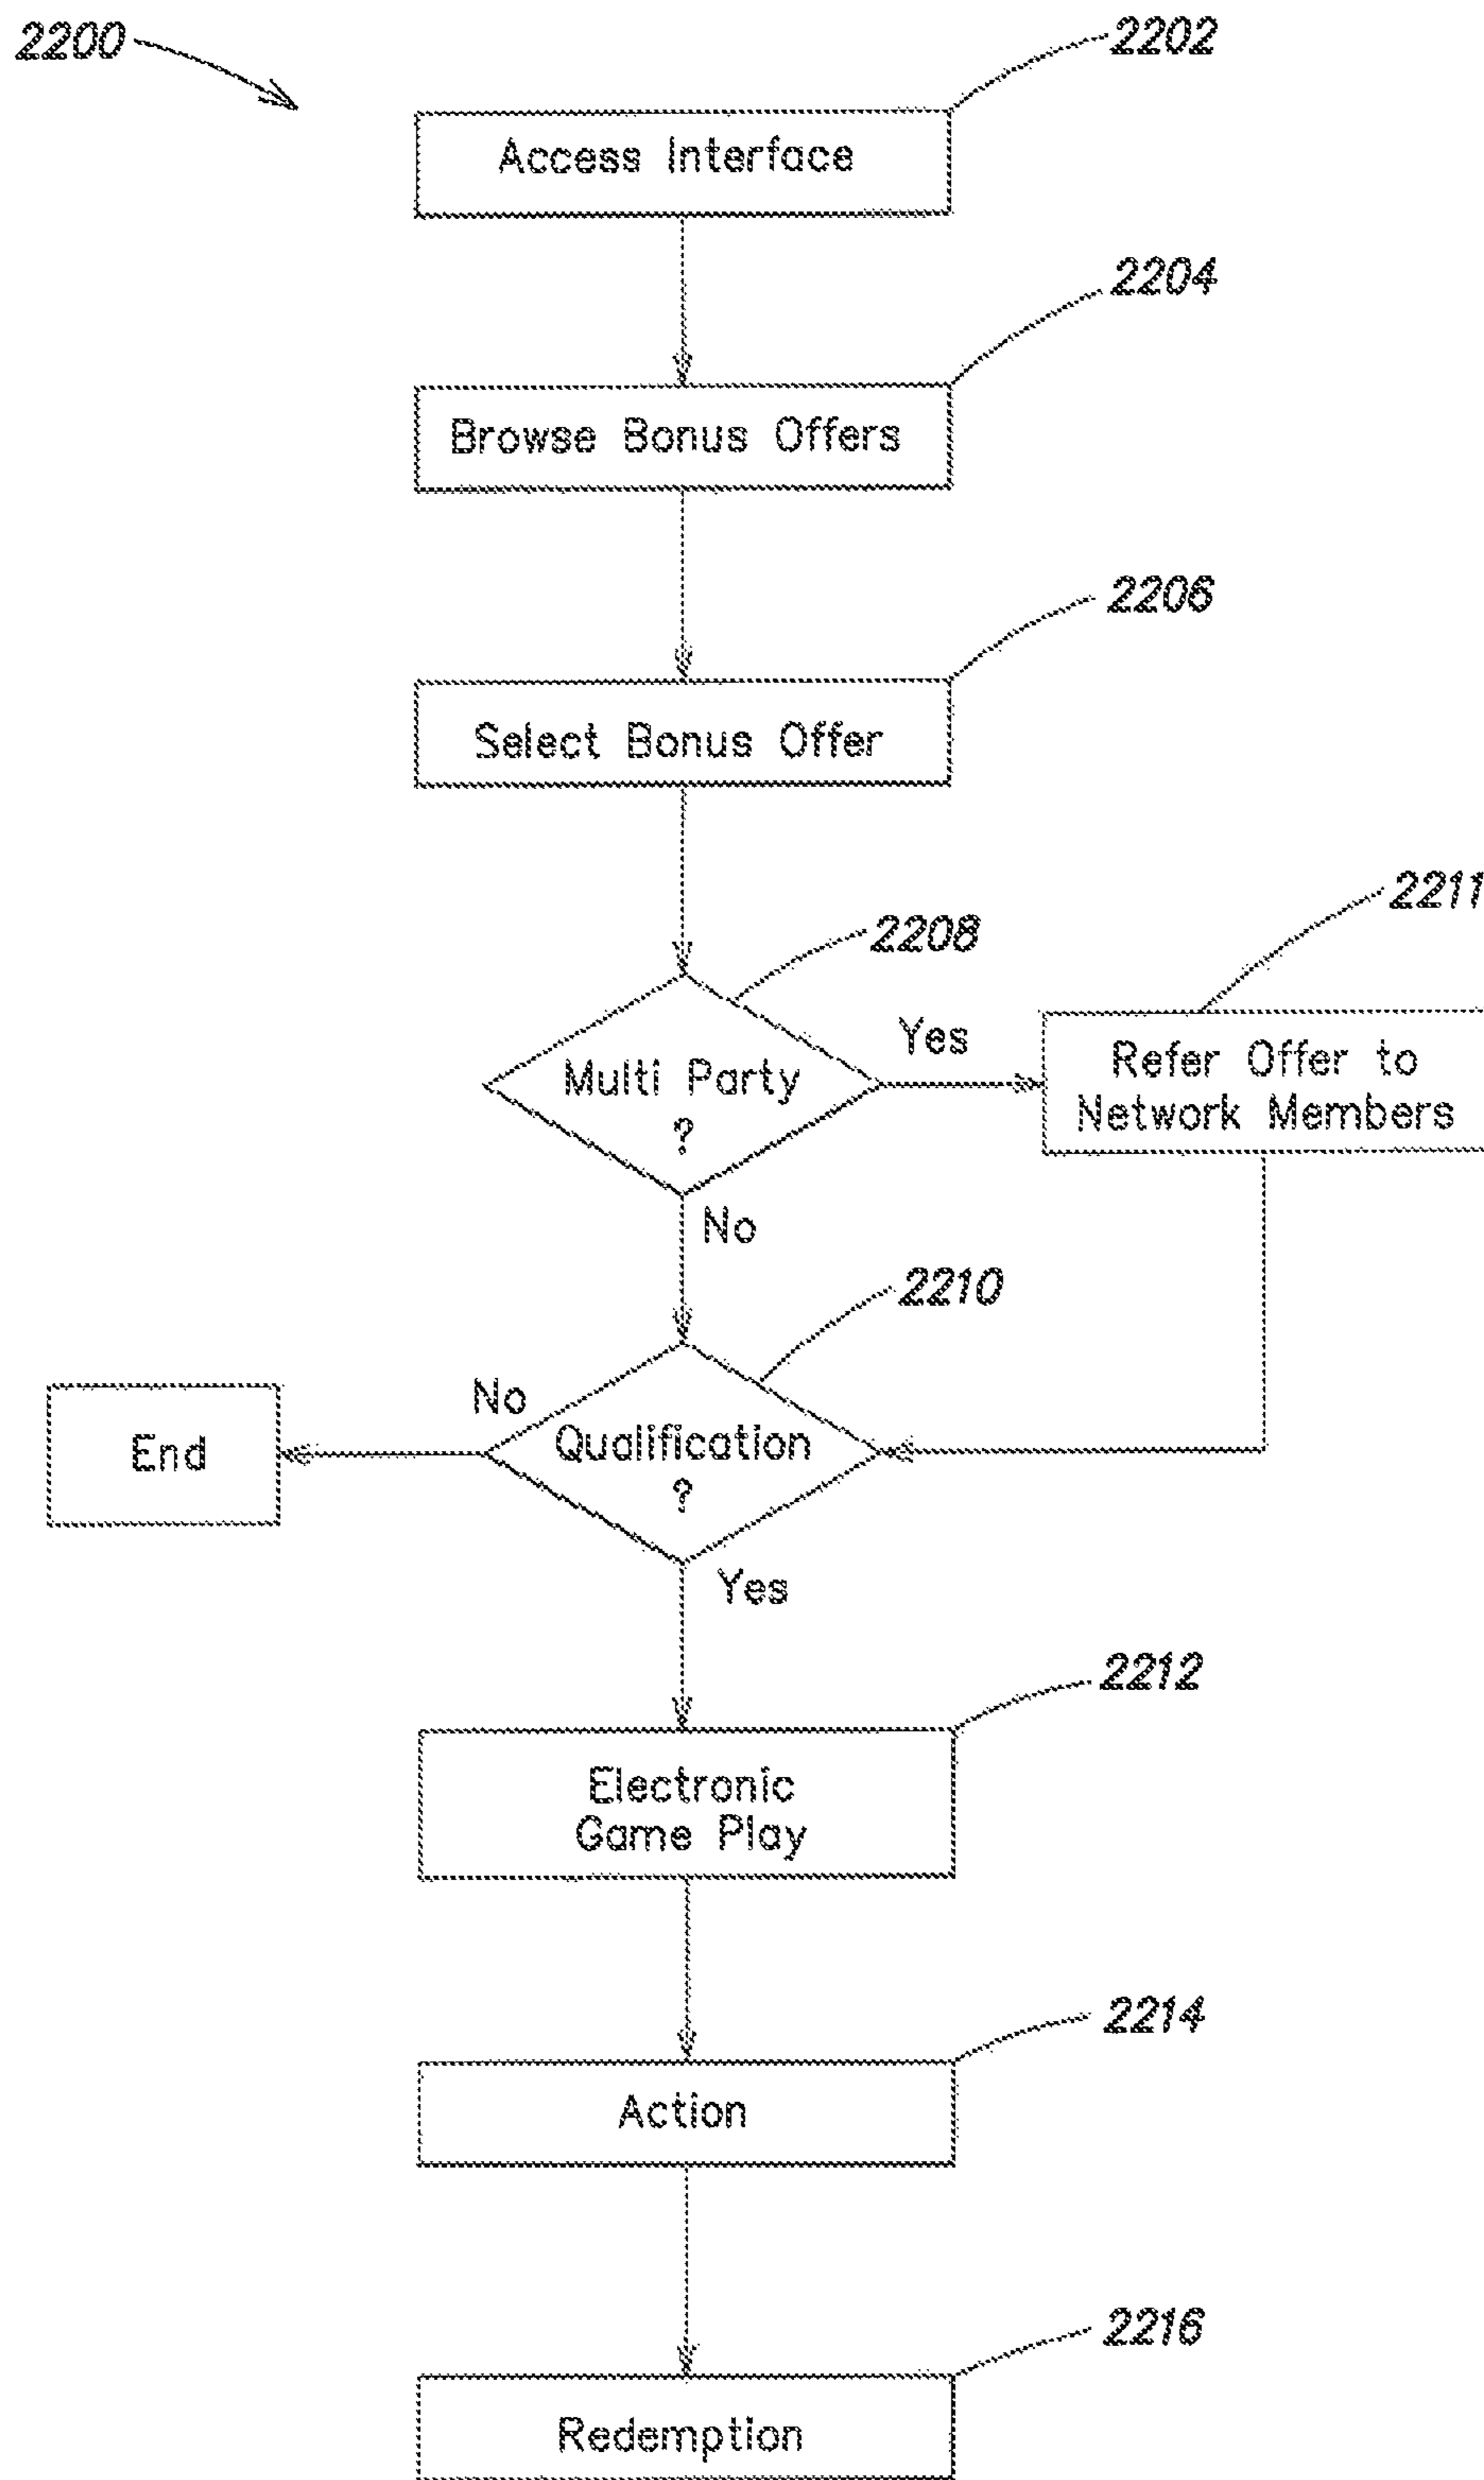 2200
2202
Access Interface
2204
Browse Bonus Offers
2206
Select Bonus Offer
2208
2211
Multi Party
?
Yes
Refer Offer to
Network Members
No
2210
No
End
Qualification
?
Yes
2212
Electronic
Game Play
2214
Action
2216
Redemption